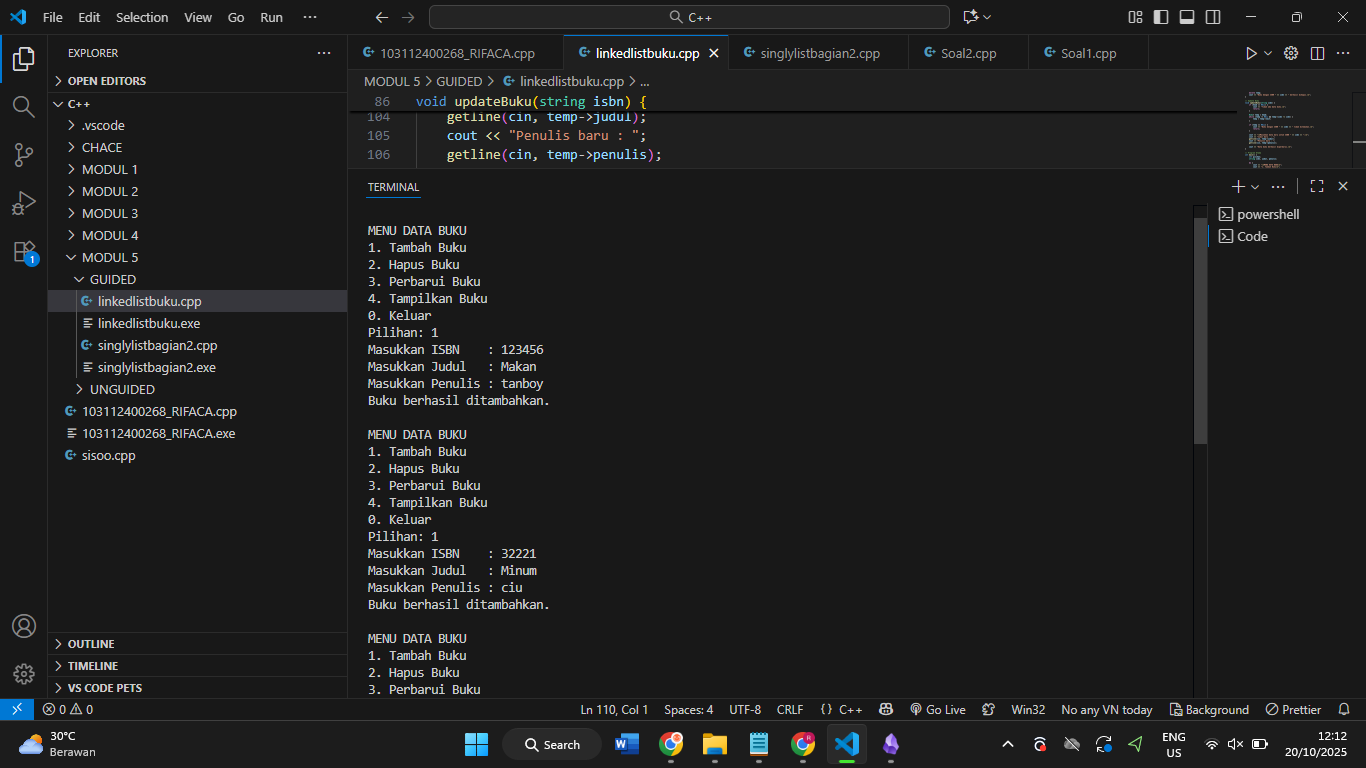 File Edit Selection View Go Run ··· C++
EXPLORER ···
OPEN EDITORS
C++
.vscode
CHACE
MODUL 1
MODUL 2
MODUL 3
MODUL 4
MODUL 5
GUIDED
linkedlistbuku.cpp
linkedlistbuku.exe
singlylistbagian2.cpp
singlylistbagian2.exe
UNGUIDED
103112400268_RIFACA.cpp
103112400268_RIFACA.exe
sisoo.cpp
OUTLINE
TIMELINE
VS CODE PETS
1
103112400268_RIFACA.cpp linkedlistbuku.cpp singlylistbagian2.cpp Soal2.cpp Soal1.cpp
MODUL 5 > GUIDED > linkedlistbuku.cpp > ...
86 void updateBuku(string isbn) {
104 getline(cin, temp->judul);
105 cout << "Penulis baru : ";
106 getline(cin, temp->penulis);
TERMINAL
powershell
Code
MENU DATA BUKU
1. Tambah Buku
2. Hapus Buku
3. Perbarui Buku
4. Tampilkan Buku
0. Keluar
Pilihan: 1
Masukkan ISBN    : 123456
Masukkan Judul   : Makan
Masukkan Penulis : tanboy
Buku berhasil ditambahkan.
MENU DATA BUKU
1. Tambah Buku
2. Hapus Buku
3. Perbarui Buku
4. Tampilkan Buku
0. Keluar
Pilihan: 1
Masukkan ISBN    : 32221
Masukkan Judul   : Minum
Masukkan Penulis : ciu
Buku berhasil ditambahkan.
MENU DATA BUKU
1. Tambah Buku
2. Hapus Buku
3. Perbarui Buku
0 0 Ln 110, Col 1 Spaces: 4 UTF-8 CRLF {} C++ Go Live Win32 No any VN today Background Prettier
30°C
Berawan
Search
ENG
US
12:12
20/10/2025